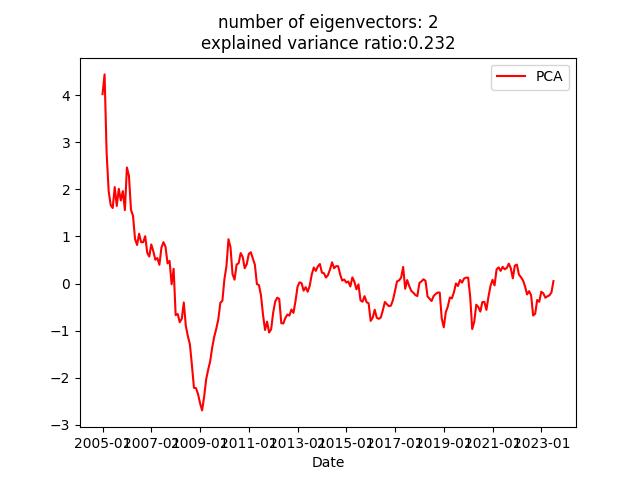 number of eigenvectors: 2
explained variance ratio:0.232
PCA
4
3
2
1
0
−1
−2
−3
2005-01 2007-01 2009-01 2011-01 2013-01 2015-01 2017-01 2019-01 2021-01 2023-01
Date